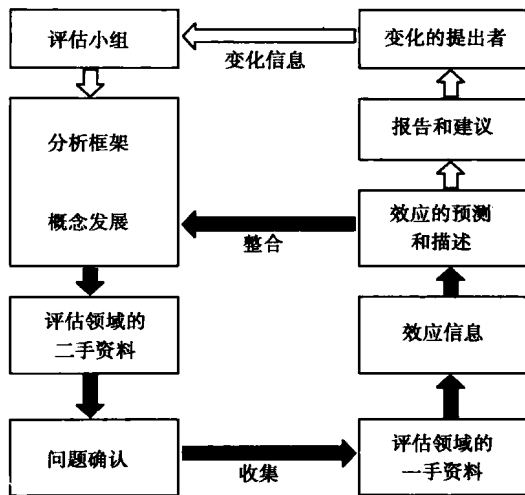 评估小组
变化信息
变化的提出者
分析框架
报告和建议
概念发展
整合
效应的预测
和描述
评估领域的
二手资料
效应信息
问题确认
收集
评估领域的
一手资料